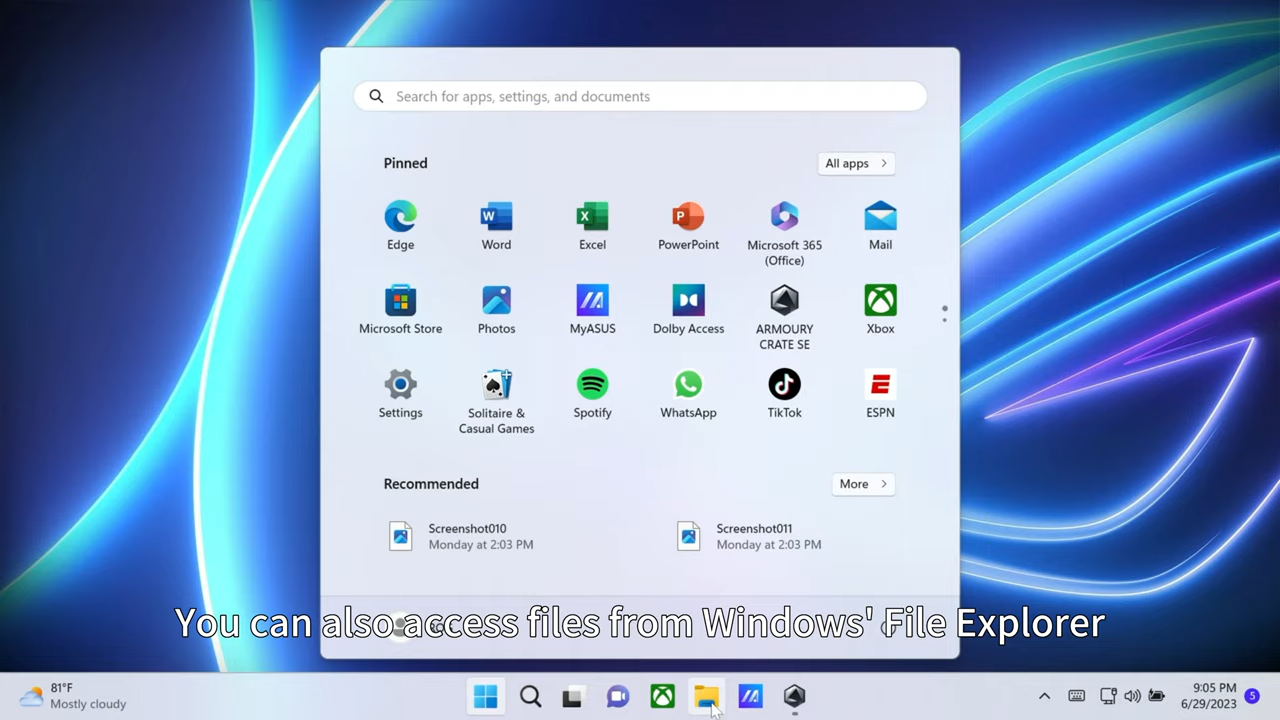 Search for apps, settings, and documents
Pinned
All apps
Edge
Word
Excel
PowerPoint
Microsoft 365
(Office)
Mail
Microsoft Store
Photos
MyASUS
Dolby Access
ARMOURY
CRATE SE
Xbox
Settings
Solitaire &
Casual Games
Spotify
WhatsApp
TikTok
ESPN
Recommended
More
Screenshot010
Monday at 2:03 PM
Screenshot011
Monday at 2:03 PM
You can also access files from Windows' File Explorer
81°F
Mostly cloudy
9:05 PM
6/29/2023
5